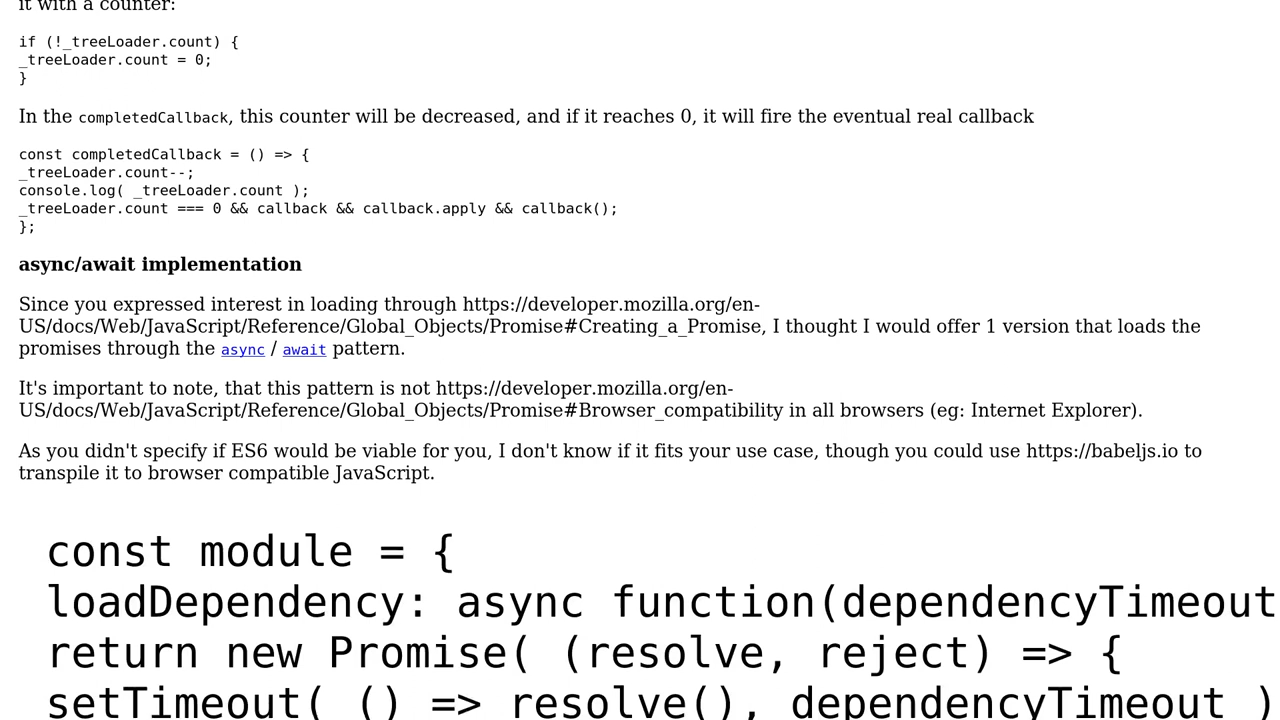 it with a counter:
if (!_treeLoader.count) {
_treeLoader.count = 0;
}
In the completedCallback, this counter will be decreased, and if it reaches 0, it will fire the eventual real callback
const completedCallback = () => {
_treeLoader.count--;
console.log( _treeLoader.count );
_treeLoader.count === 0 && callback && callback.apply && callback();
};
async/await implementation
Since you expressed interest in loading through https://developer.mozilla.org/en-
US/docs/Web/JavaScript/Reference/Global_Objects/Promise#Creating_a_Promise, I thought I would offer 1 version that loads the
promises through the async / await pattern.
It's important to note, that this pattern is not https://developer.mozilla.org/en-
US/docs/Web/JavaScript/Reference/Global_Objects/Promise#Browser_compatibility in all browsers (eg: Internet Explorer).
As you didn't specify if ES6 would be viable for you, I don't know if it fits your use case, though you could use https://babeljs.io to
transpile it to browser compatible JavaScript.
const module = {
loadDependency: async function(dependencyTimeout
return new Promise( (resolve, reject) => {
setTimeout( () => resolve(), dependencyTimeout )